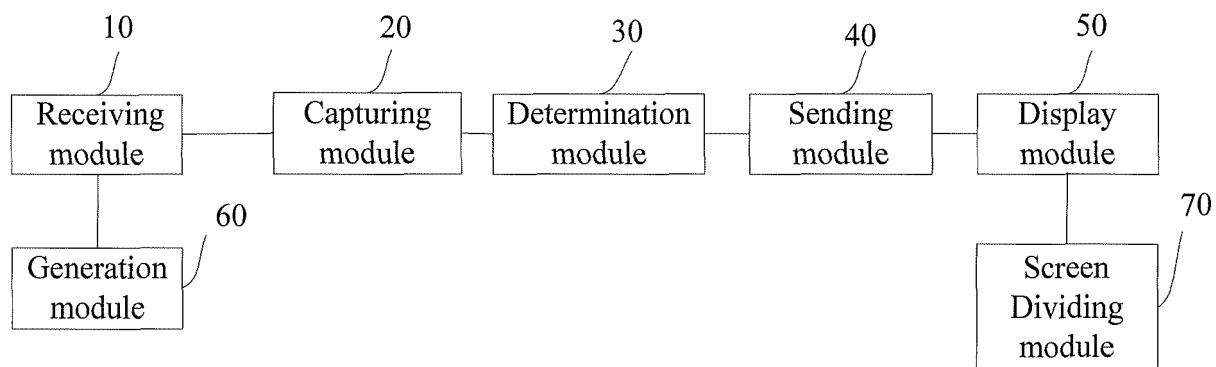 10
20
30
40
50
Receiving
module
Capturing
module
Determination
module
Sending
module
Display
module
60
70
Generation
module
Screen
Dividing
module